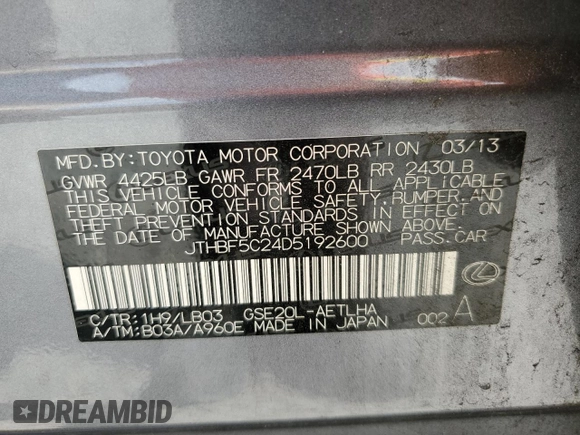 MFD.BY:TOYOTA MOTOR CORPORATION 03/13
GVWR 4425LB GAWR FR 2470LB RR 2430LB
THIS VEHICLE CONFORMS TO ALL APPLICABLE
FEDERAL MOTOR VEHICLE SAFETY,BUMPER,AND
THEFT PREVENTION STANDARDS IN EFFECT ON
THE DATE OF MANUFACTURE SHOWN ABOVE.
JTHBF5C24D5192600 PASS.CAR
C/TR:1H9/LB03 GSE20L-AETLHA
A/TM:B03A/A960E MADE IN JAPAN 002 A
DREAMBID